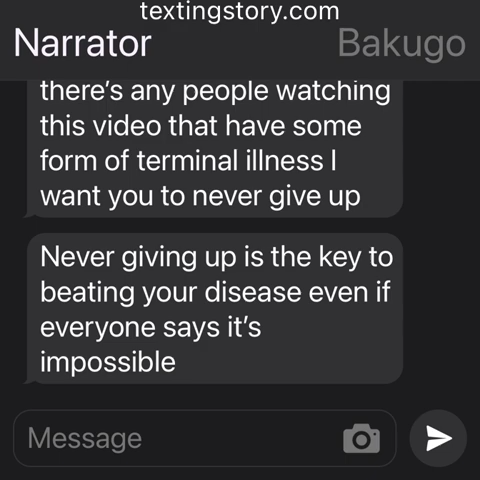 textingstory.com
Narrator Bakugo
there's any people watching
this video that have some
form of terminal illness I
want you to never give up
Never giving up is the key to
beating your disease even if
everyone says it's
impossible
Message